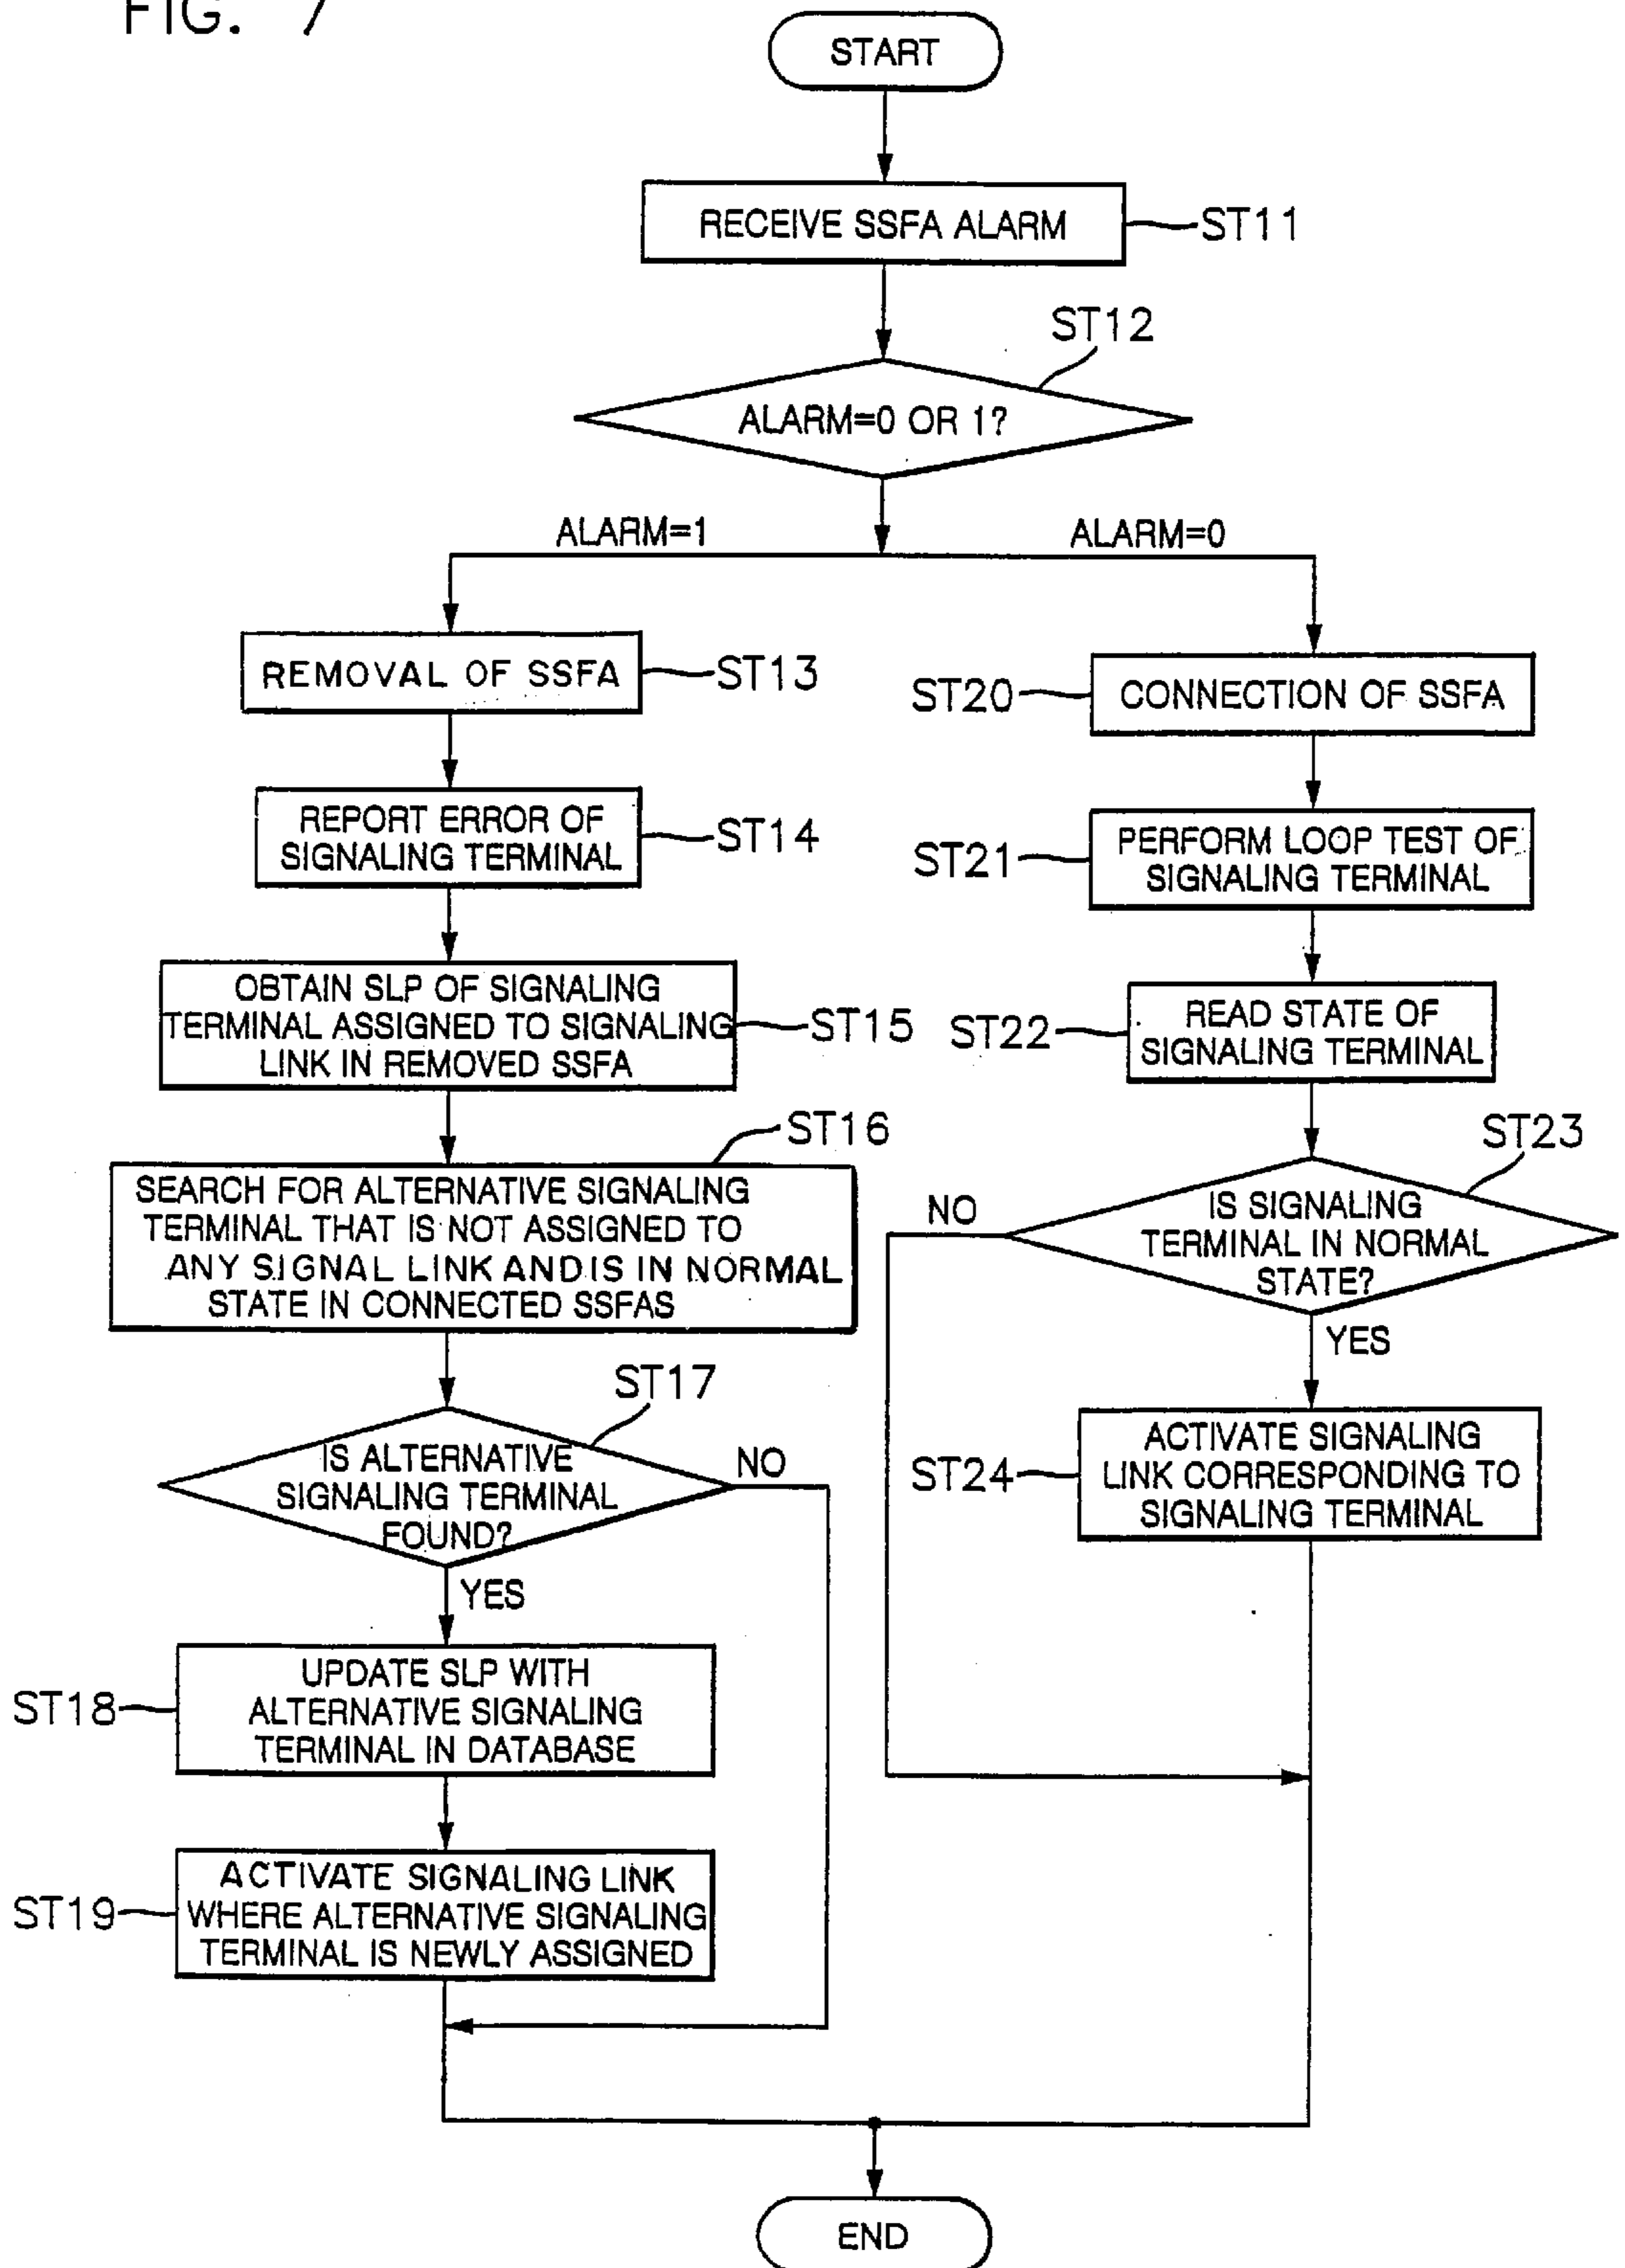 FIG. 7
START
RECEIVE SSFA ALARM
ST11
ST12
ALARM=0 OR 1?
ALARM=1
ALARM=0
REMOVAL OF SSFA
ST13
REPORT ERROR OF
SIGNALING TERMINAL
ST14
OBTAIN SLP OF SIGNALING
TERMINAL ASSIGNED TO SIGNALING
LINK IN REMOVED SSFA
ST15
ST16
SEARCH FOR ALTERNATIVE SIGNALING
TERMINAL THAT IS NOT ASSIGNED TO
ANY SIGNAL LINK AND IS IN NORMAL
STATE IN CONNECTED SSFAS
ST17
IS ALTERNATIVE
SIGNALING TERMINAL
FOUND?
NO
YES
ST18
UPDATE SLP WITH
ALTERNATIVE SIGNALING
TERMINAL IN DATABASE
ST19
ACTIVATE SIGNALING LINK
WHERE ALTERNATIVE SIGNALING
TERMINAL IS NEWLY ASSIGNED
ST20
CONNECTION OF SSFA
ST21
PERFORM LOOP TEST OF
SIGNALING TERMINAL
ST22
READ STATE OF
SIGNALING TERMINAL
ST23
IS SIGNALING
TERMINAL IN NORMAL
STATE?
NO
YES
ST24
ACTIVATE SIGNALING
LINK CORRESPONDING TO
SIGNALING TERMINAL
END